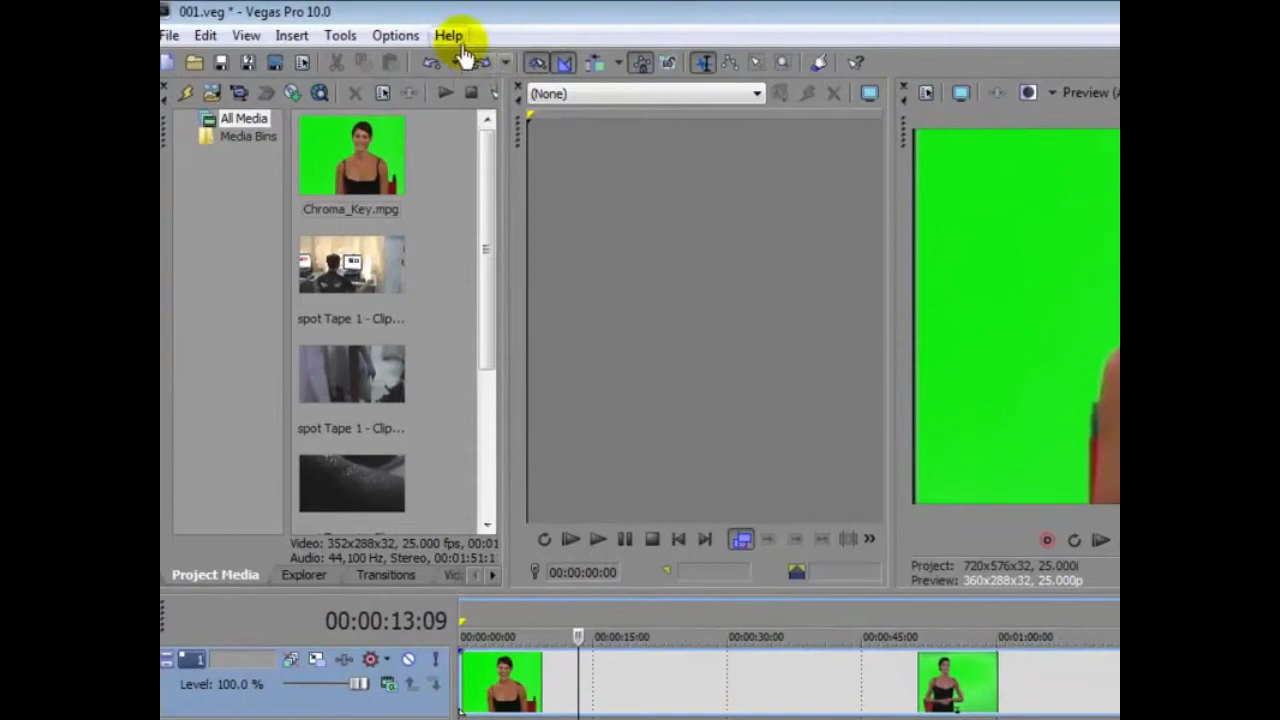 001.veg * - Vegas Pro 10.0
File Edit View Insert Tools Options Help
(None)
Preview (A
All Media
Media Bins
Chroma_Key.mpg
spot Tape 1 - Clip...
spot Tape 1 - Clip...
Video: 352x288x32, 25.000 fps, 00:01
Audio: 44,100 Hz, Stereo, 00:01:51:1
Project Media Explorer Transitions Vid
00:00:00:00
Project: 720x576x32, 25.000i
Preview: 360x288x32, 25.000p
00:00:13:09
00:00:00:00 00:00:15:00 00:00:30:00 00:00:45:00 00:01:00:00
1
Level: 100.0 %